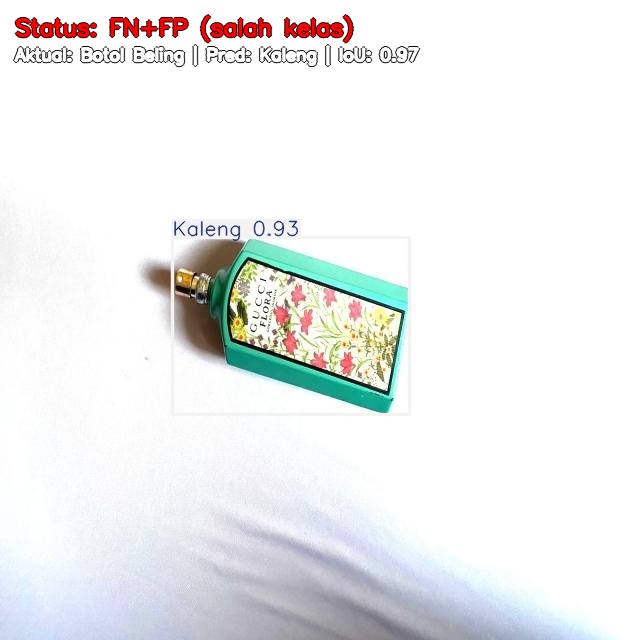 Status: FN+FP (salah kelas)
Aktual: Botol Beling | Pred: Kaleng | IoU: 0.97
Kaleng 0.93
GUCCI
FLORA